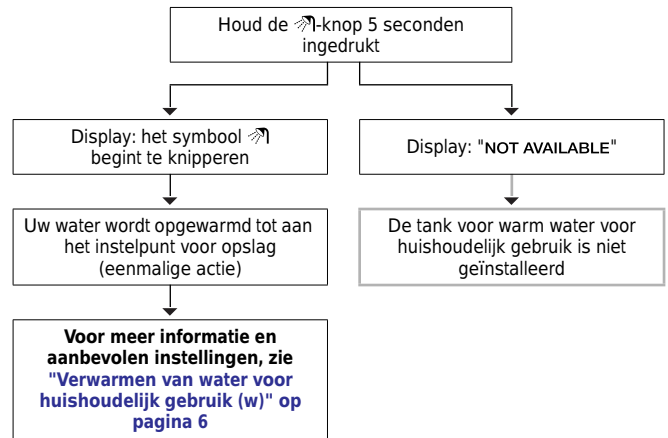 Houd de -knop 5 seconden
ingedrukt
Display: het symbool
begint te knipperen
Display: "NOT AVAILABLE"
Uw water wordt opgewarmd tot aan
het instelpunt voor opslag
(eenmalige actie)
De tank voor warm water voor
huishoudelijk gebruik is niet
geïnstalleerd
Voor meer informatie en
aanbevolen instellingen, zie
"Verwarmen van water voor
huishoudelijk gebruik (w)" op
pagina 6